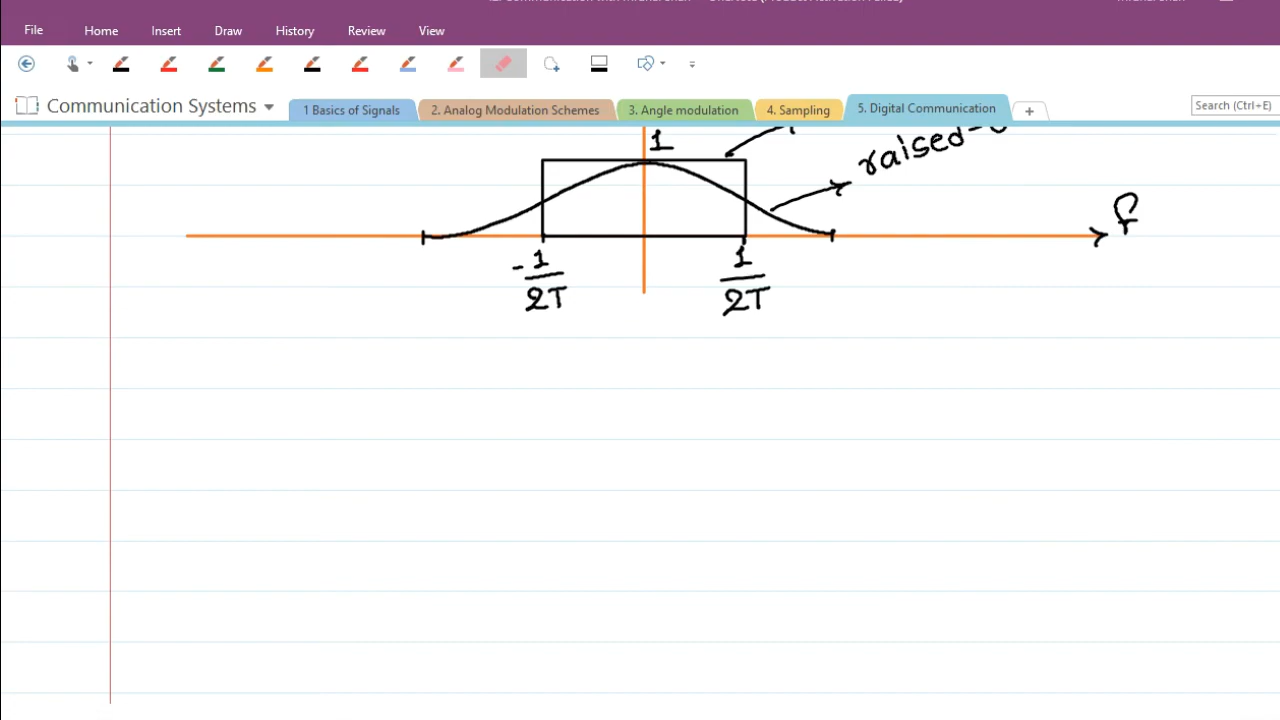 File Home Insert Draw History Review View
Communication Systems 1 Basics of Signals 2. Analog Modulation Schemes 3. Angle modulation 4. Sampling 5. Digital Communication Search (Ctrl+E)
1
raised-
f
-1/2T
1/2T